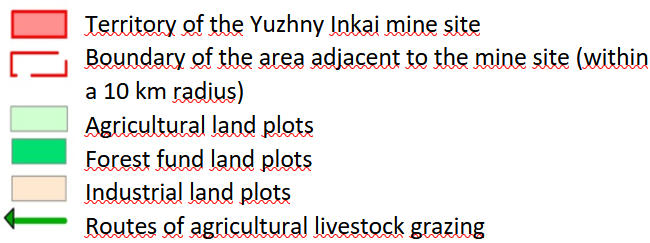 Territory of the Yuzhny Inkai mine site
Boundary of the area adjacent to the mine site (within
a 10 km radius)
Agricultural land plots
Forest fund land plots
Industrial land plots
Routes of agricultural livestock grazing